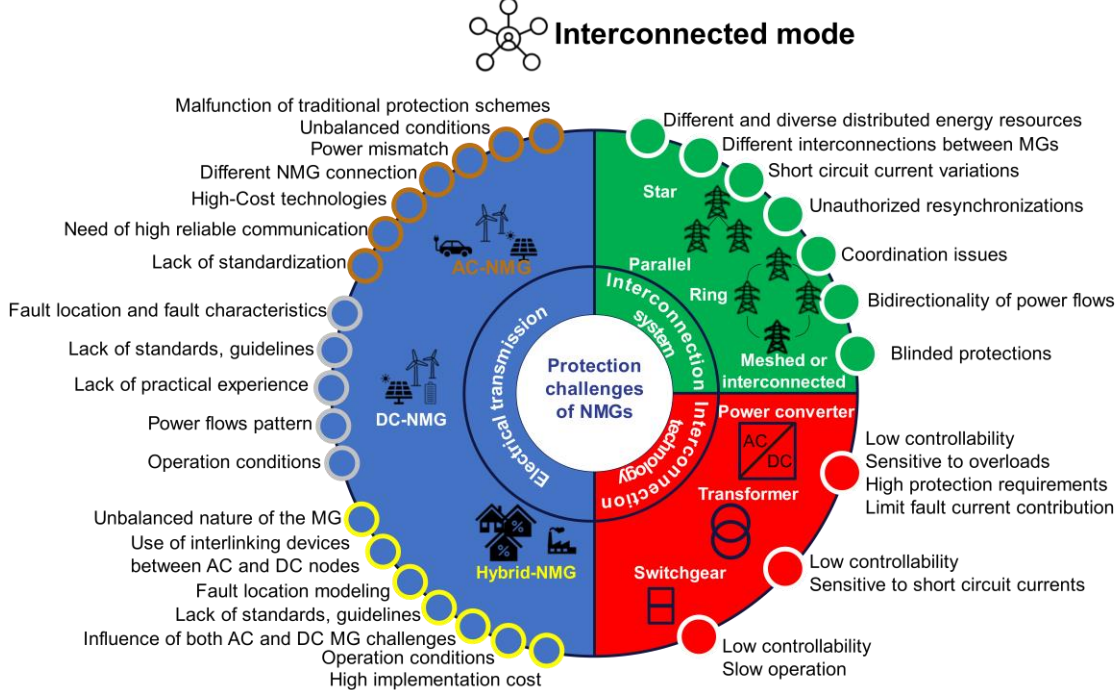 Interconnected mode
Malfunction of traditional protection schemes
Unbalanced conditions
Power mismatch
Different NMG connection
High-Cost technologies
Need of high reliable communication
Lack of standardization
Fault location and fault characteristics
Lack of standards, guidelines
Lack of practical experience
Power flows pattern
Operation conditions
Unbalanced nature of the MG
Use of interlinking devices
between AC and DC nodes
Fault location modeling
Lack of standards, guidelines
Influence of both AC and DC MG challenges
Operation conditions
High implementation cost
AC-NMG
DC-NMG
Hybrid-NMG
Electrical transmission
Protection
challenges
of NMGs
Interconnection
system
Interconnection
technology
Star
Parallel
Ring
Meshed or
interconnected
Power converter
AC
DC
Transformer
Switchgear
Different and diverse distributed energy resources
Different interconnections between MGs
Short circuit current variations
Unauthorized resynchronizations
Coordination issues
Bidirectionality of power flows
Blinded protections
Low controllability
Sensitive to overloads
High protection requirements
Limit fault current contribution
Low controllability
Sensitive to short circuit currents
Low controllability
Slow operation